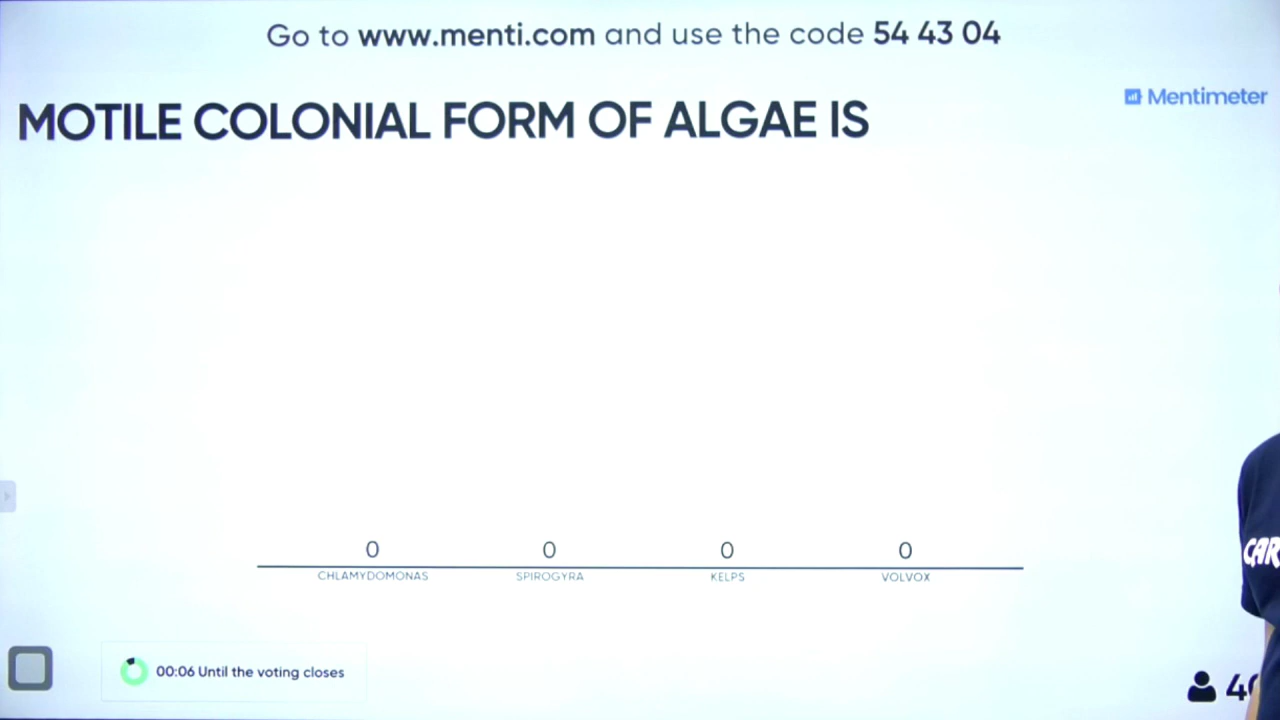 Go to www.menti.com and use the code 54 43 04
Mentimeter
MOTILE COLONIAL FORM OF ALGAE IS
0 0 0 0
CHLAMYDOMONAS SPIROGYRA KELPS VOLVOX
00:06 Until the voting closes